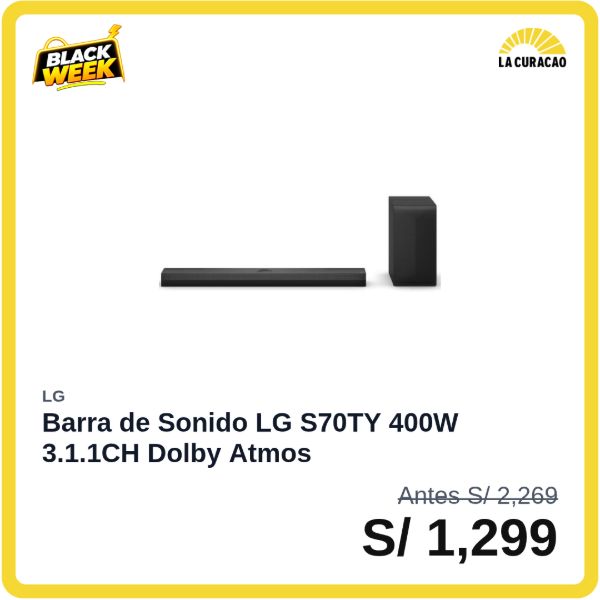 BLACK
WEEK
LA CURACAO
LG
Barra de Sonido LG S70TY 400W
3.1.1CH Dolby Atmos
Antes S/ 2,269
S/ 1,299